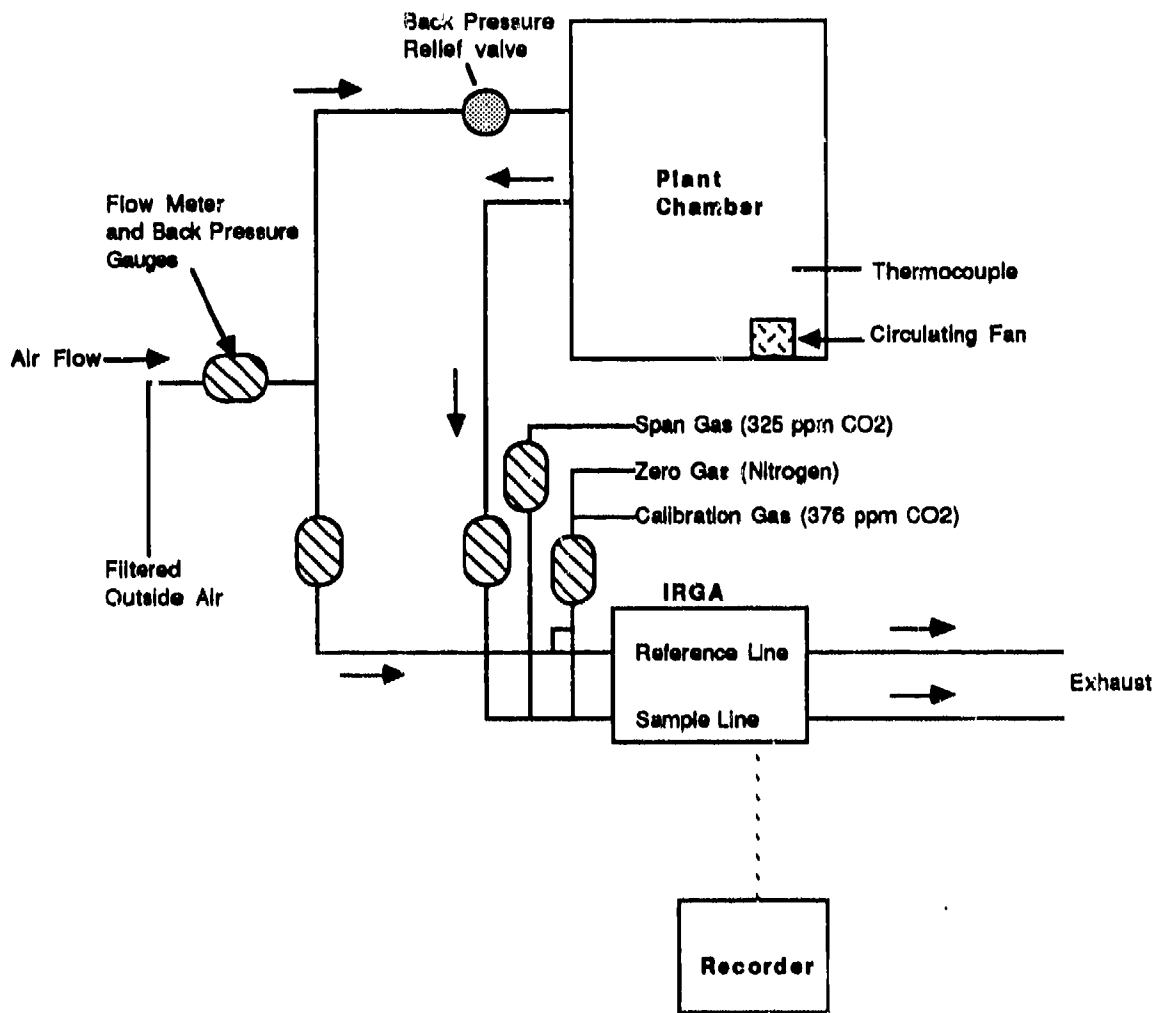 Back Pressure
Relief valve
Plant
Chamber
Flow Meter
and Back Pressure
Gauges
Thermocouple
Air Flow
Circulating Fan
Span Gas (325 ppm CO2)
Zero Gas (Nitrogen)
Calibration Gas (376 ppm CO2)
Filtered
Outside Air
IRGA
Reference Line
Exhaust
Sample Line
Recorder